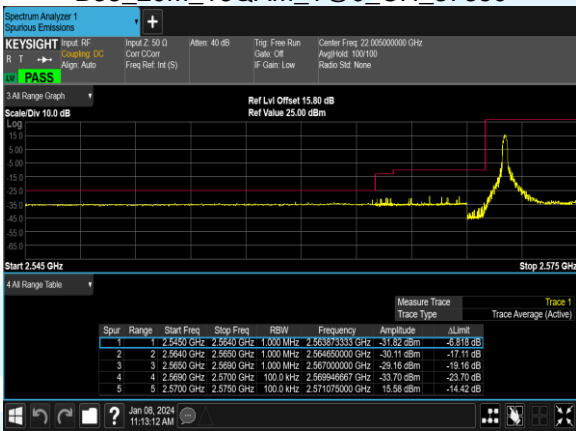 Spectrum Analyzer 1
Spurious Emissions
+
KEYSIGHT Input: RF Input Z: 50 Ω Atten: 40 dB Trig: Free Run Center Freq: 22.005000000 GHz
R T Coupling: DC Corr CCorr Gate: Off Avg|Hold: 100/100
Align: Auto Freq Ref: Int (S) IF Gain: Low Radio Std: None
PASS
3 All Range Graph
Ref Lvl Offset 15.80 dB
Scale/Div 10.0 dB Ref Value 25.00 dBm
Log
15.0
5.00
-5.00
-15.0
-25.0
-35.0
-45.0
-55.0
-65.0
Start 2.545 GHz Stop 2.575 GHz
4 All Range Table
Measure Trace Trace 1
Trace Type Trace Average (Active)
Spur Range Start Freq Stop Freq RBW Frequency Amplitude ΔLimit
1 1 2.5450 GHz 2.5640 GHz 1.000 MHz 2.563873333 GHz -31.82 dBm -6.818 dB
2 2 2.5640 GHz 2.5650 GHz 1.000 MHz 2.564650000 GHz -30.11 dBm -17.11 dB
3 3 2.5650 GHz 2.5690 GHz 1.000 MHz 2.567000000 GHz -29.16 dBm -19.16 dB
4 4 2.5690 GHz 2.5700 GHz 100.0 kHz 2.569946667 GHz -33.70 dBm -23.70 dB
5 5 2.5700 GHz 2.5750 GHz 100.0 kHz 2.571075000 GHz 15.58 dBm -14.42 dB
? Jan 08, 2024
11:13:12 AM